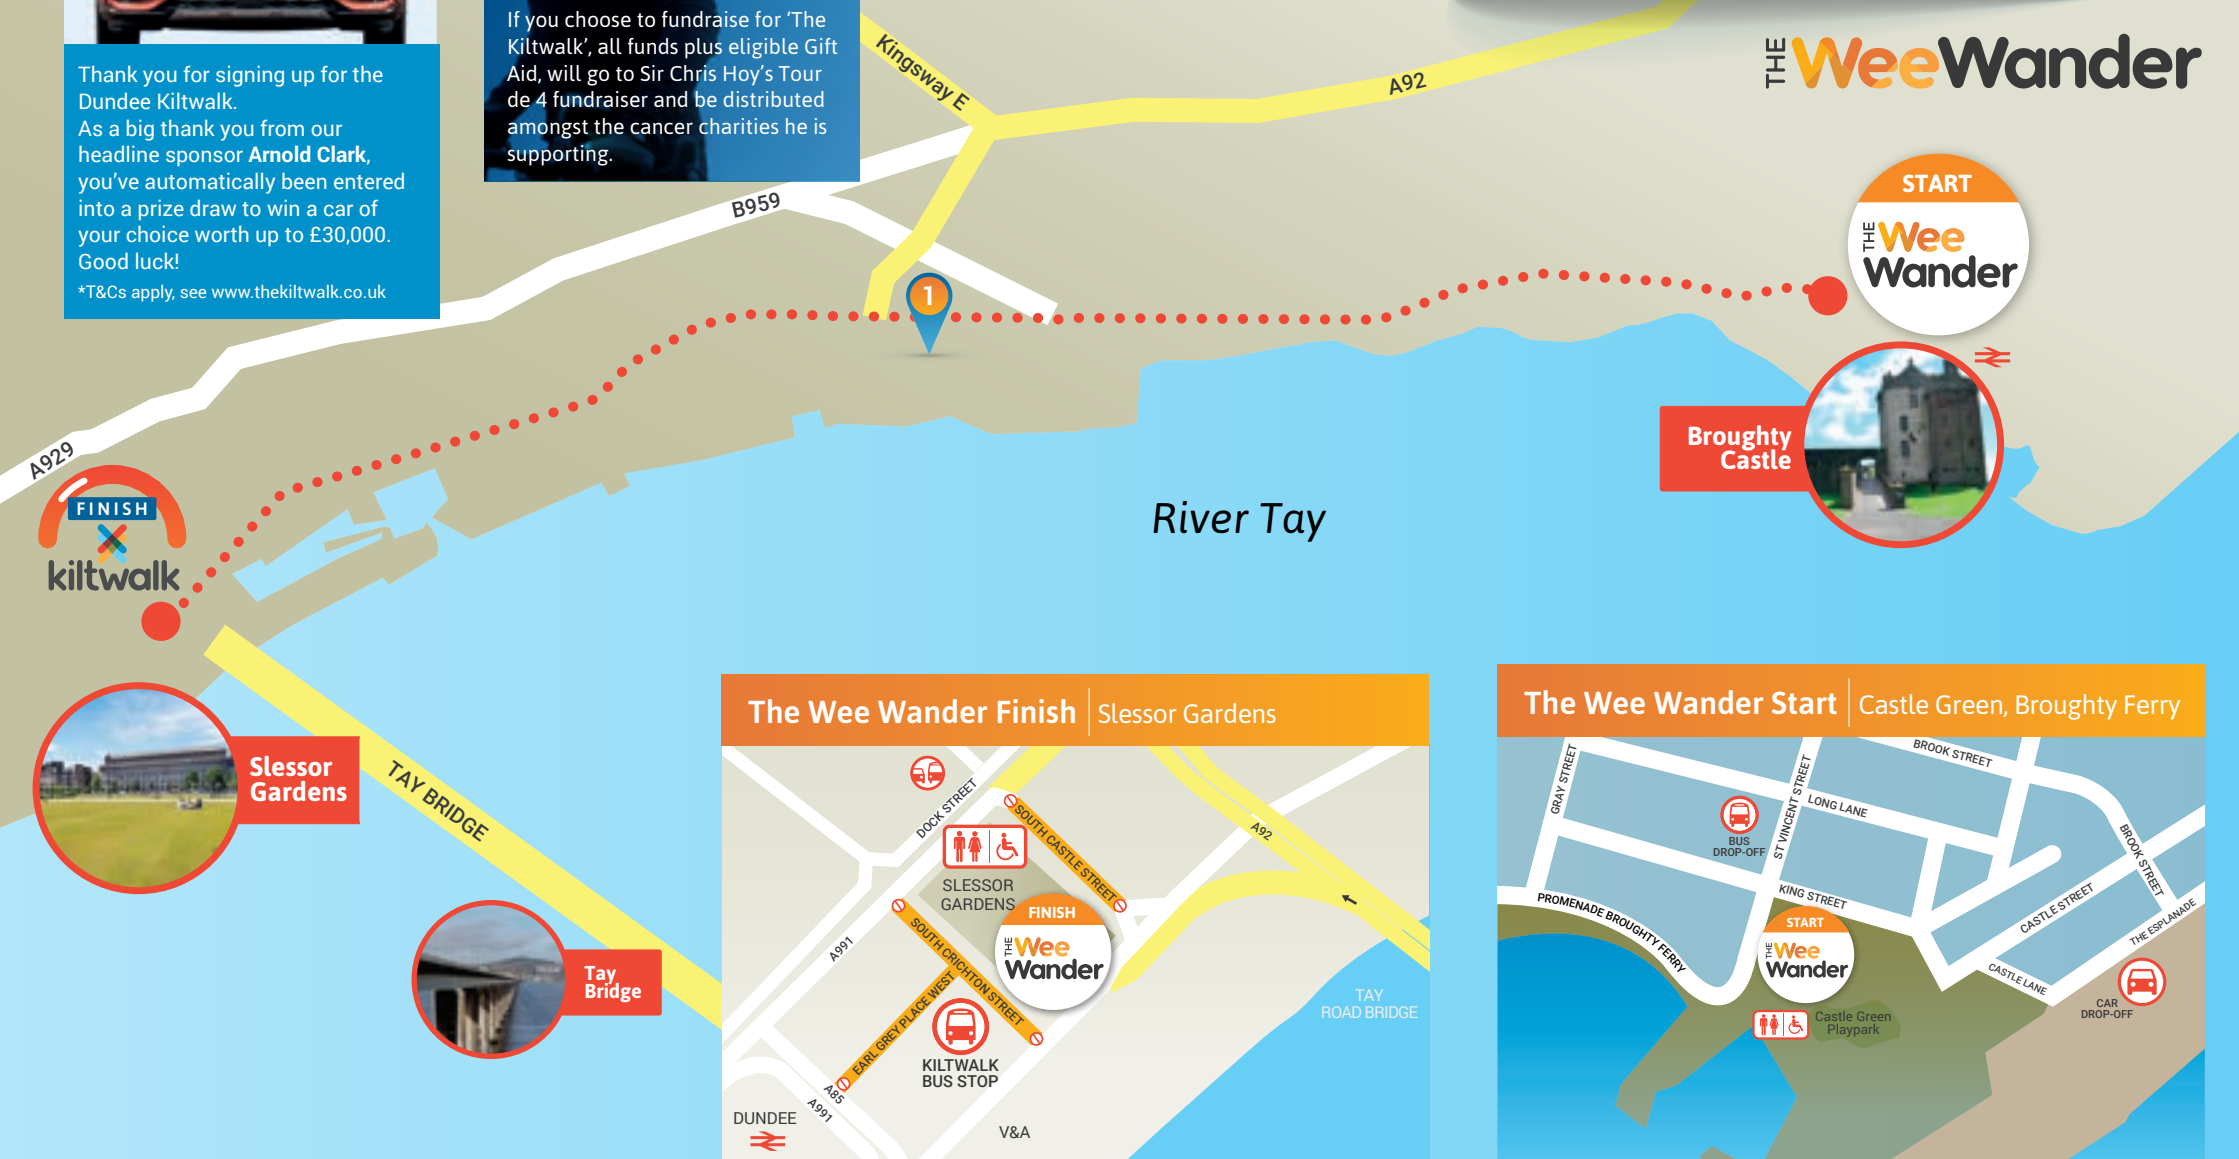 Thank you for signing up for the
Dundee Kiltwalk.
As a big thank you from our
headline sponsor Arnold Clark,
you've automatically been entered
into a prize draw to win a car of
your choice worth up to £30,000.
Good luck!
*T&Cs apply, see www.thekiltwalk.co.uk
If you choose to fundraise for ‘The
Kiltwalk’, all funds plus eligible Gift
Aid, will go to Sir Chris Hoy’s Tour
de 4 fundraiser and be distributed
amongst the cancer charities he is
supporting.
Kingsway E
A92
THE WeeWander
B959
START
THE Wee
Wander
1
A929
FINISH
kiltwalk
Broughty
Castle
River Tay
Slessor
Gardens
TAY BRIDGE
Tay
Bridge
The Wee Wander Finish | Slessor Gardens
DOCK STREET
SOUTH CASTLE STREET
A92
SLESSOR
GARDENS
FINISH
THE Wee
Wander
A991
SOUTH CRICHTON STREET
EARL GREY PLACE WEST
KILTWALK
BUS STOP
TAY
ROAD BRIDGE
A85
A991
DUNDEE
V&A
The Wee Wander Start | Castle Green, Broughty Ferry
GRAY STREET
ST VINCENT STREET
BROOK STREET
LONG LANE
BUS
DROP-OFF
BROOK STREET
KING STREET
PROMENADE BROUGHTY FERRY
START
THE Wee
Wander
CASTLE STREET
THE ESPLANADE
CASTLE LANE
CAR
DROP-OFF
Castle Green
Playpark